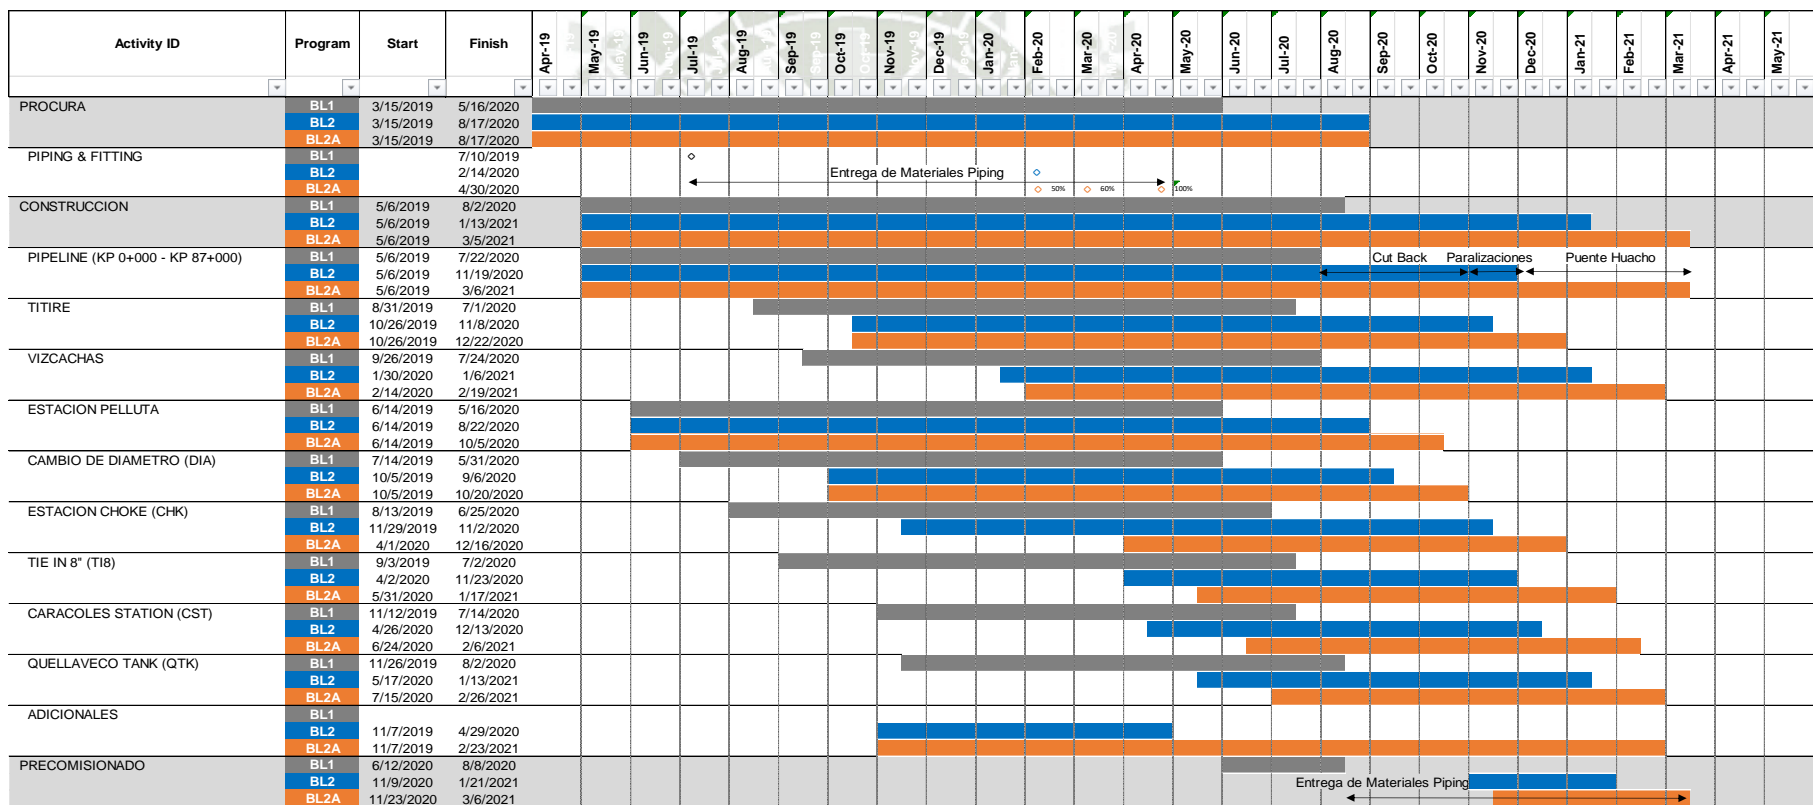 Activity ID Program Start Finish Apr-19 May-19 Jun-19 Jul-19 Aug-19 Sep-19 Oct-19 Nov-19 Dec-19 Jan-20 Feb-20 Mar-20 Apr-20 May-20 Jun-20 Jul-20 Aug-20 Sep-20 Oct-20 Nov-20 Dec-20 Jan-21 Feb-21 Mar-21 Apr-21 May-21
PROCURA BL1 3/15/2019 5/16/2020
BL2 3/15/2019 8/17/2020
BL2A 3/15/2019 8/17/2020
PIPING & FITTING BL1 7/10/2019
BL2 2/14/2020 Entrega de Materiales Piping
BL2A 4/30/2020 50% 60% 100%
CONSTRUCCION BL1 5/6/2019 8/2/2020
BL2 5/6/2019 1/13/2021
BL2A 5/6/2019 3/5/2021
PIPELINE (KP 0+000 - KP 87+000) BL1 5/6/2019 7/22/2020 Cut Back Paralizaciones Puente Huacho
BL2 5/6/2019 11/19/2020
BL2A 5/6/2019 3/6/2021
TITIRE BL1 8/31/2019 7/1/2020
BL2 10/26/2019 11/8/2020
BL2A 10/26/2019 12/22/2020
VIZCACHAS BL1 9/26/2019 7/24/2020
BL2 1/30/2020 1/6/2021
BL2A 2/14/2020 2/19/2021
ESTACION PELLUTA BL1 6/14/2019 5/16/2020
BL2 6/14/2019 8/22/2020
BL2A 6/14/2019 10/5/2020
CAMBIO DE DIAMETRO (DIA) BL1 7/14/2019 5/31/2020
BL2 10/5/2019 9/6/2020
BL2A 10/5/2019 10/20/2020
ESTACION CHOKE (CHK) BL1 8/13/2019 6/25/2020
BL2 11/29/2019 11/2/2020
BL2A 4/1/2020 12/16/2020
TIE IN 8" (TI8) BL1 9/3/2019 7/2/2020
BL2 4/2/2020 11/23/2020
BL2A 5/31/2020 1/17/2021
CARACOLES STATION (CST) BL1 11/12/2019 7/14/2020
BL2 4/26/2020 12/13/2020
BL2A 6/24/2020 2/6/2021
QUELLAVECO TANK (QTK) BL1 11/26/2019 8/2/2020
BL2 5/17/2020 1/13/2021
BL2A 7/15/2020 2/26/2021
ADICIONALES BL1
BL2 11/7/2019 4/29/2020
BL2A 11/7/2019 2/23/2021
PRECOMISIONADO BL1 6/12/2020 8/8/2020
BL2 11/9/2020 1/21/2021 Entrega de Materiales Piping
BL2A 11/23/2020 3/6/2021